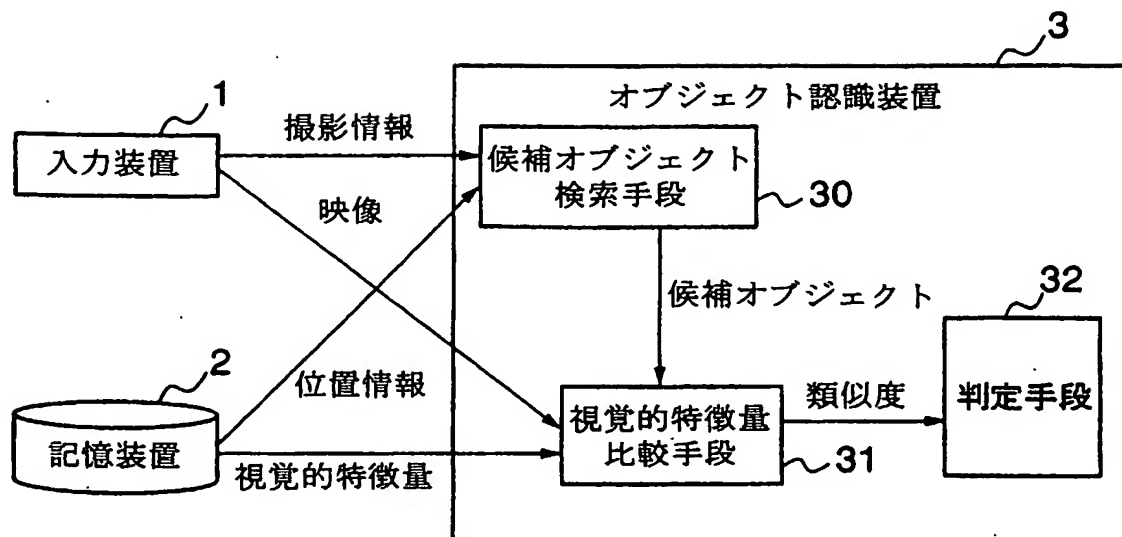 3
オブジェクト認識装置
1
入力装置
撮影情報
候補オブジェクト
検索手段
30
映像
候補オブジェクト
32
2
記憶装置
位置情報
視覚的特徴量
視覚的特徴量
比較手段
31
類似度
判定手段